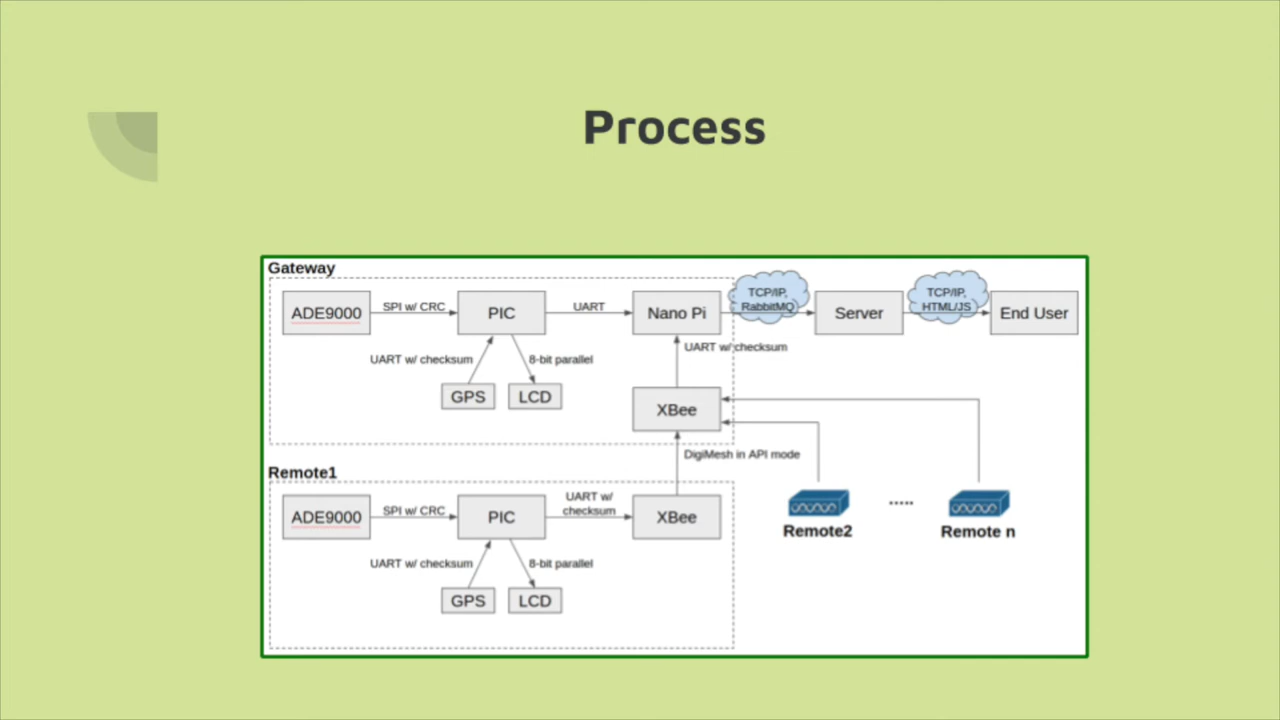 Process
Gateway
ADE9000
SPI w/ CRC
PIC
UART
Nano Pi
TCP/IP,
RabbitMQ
Server
TCP/IP,
HTML/JS
End User
UART w/ checksum
8-bit parallel
UART w/ checksum
GPS
LCD
XBee
DigiMesh in API mode
Remote1
ADE9000
SPI w/ CRC
PIC
UART w/
checksum
XBee
UART w/ checksum
8-bit parallel
GPS
LCD
Remote2
.....
Remote n